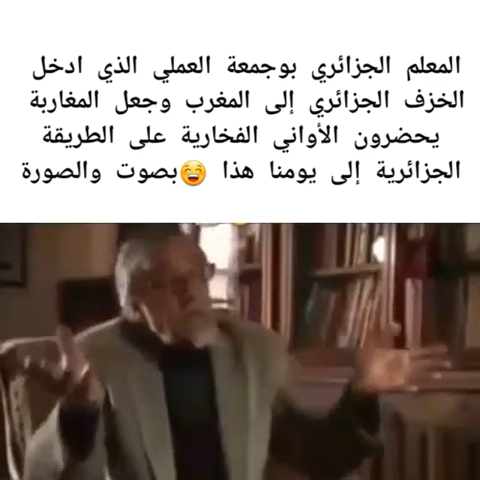 المعلم الجزائري بوجمعة العملي الذي ادخل
الخزف الجزائري إلى المغرب وجعل المغاربة
يحضرون الأواني الفخارية على الطريقة
الجزائرية إلى يومنا هذا 😁بصوت والصورة